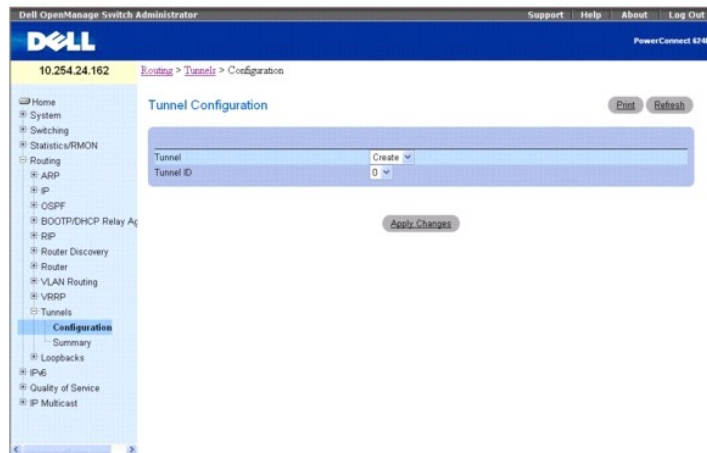 Dell OpenManage Switch Administrator
Support Help About Log Out
DELL
PowerConnect 6248
10.254.24.162
Routing > Tunnels > Configuration
Home
System
Switching
Statistics/RMON
Routing
ARP
IP
OSPF
BOOTP/DHCP Relay Ag
RIP
Router Discovery
Router
VLAN Routing
VRRP
Tunnels
Configuration
Summary
Loopbacks
IPv6
Quality of Service
IP Multicast
Tunnel Configuration
Print Refresh
Tunnel Create
Tunnel ID 0
Apply Changes